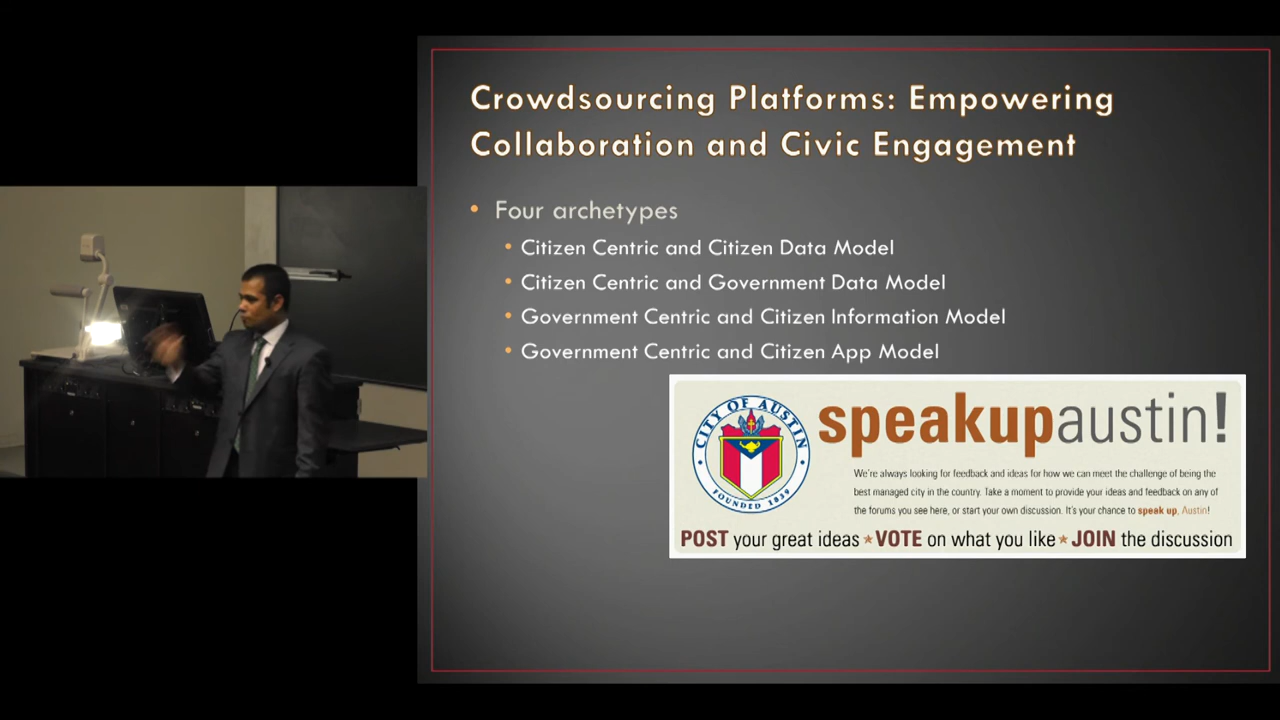 Crowdsourcing Platforms: Empowering
Collaboration and Civic Engagement
• Four archetypes
• Citizen Centric and Citizen Data Model
• Citizen Centric and Government Data Model
• Government Centric and Citizen Information Model
• Government Centric and Citizen App Model
CITY OF AUSTIN
FOUNDED 1839
speakupaustin!
We're always looking for feedback and ideas for how we can meet the challenge of being the
best managed city in the country. Take a moment to provide your ideas and feedback on any of
the forums you see here, or start your own discussion. It's your chance to speak up, Austin!
POST your great ideas ★ VOTE on what you like ★ JOIN the discussion